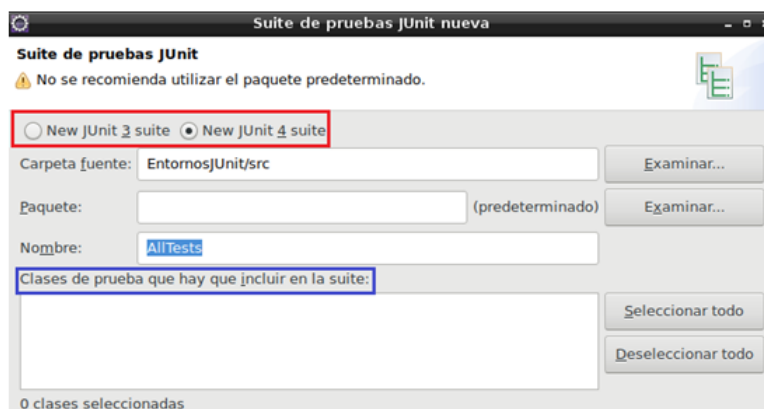 Suite de pruebas JUnit nueva
Suite de pruebas JUnit
No se recomienda utilizar el paquete predeterminado.
New JUnit 3 suite New JUnit 4 suite
Carpeta fuente: EntornosJUnit/src Examinar...
Paquete: (predeterminado) Examinar...
Nombre: AllTests
Clases de prueba que hay que incluir en la suite:
Seleccionar todo
Deseleccionar todo
0 clases seleccionadas